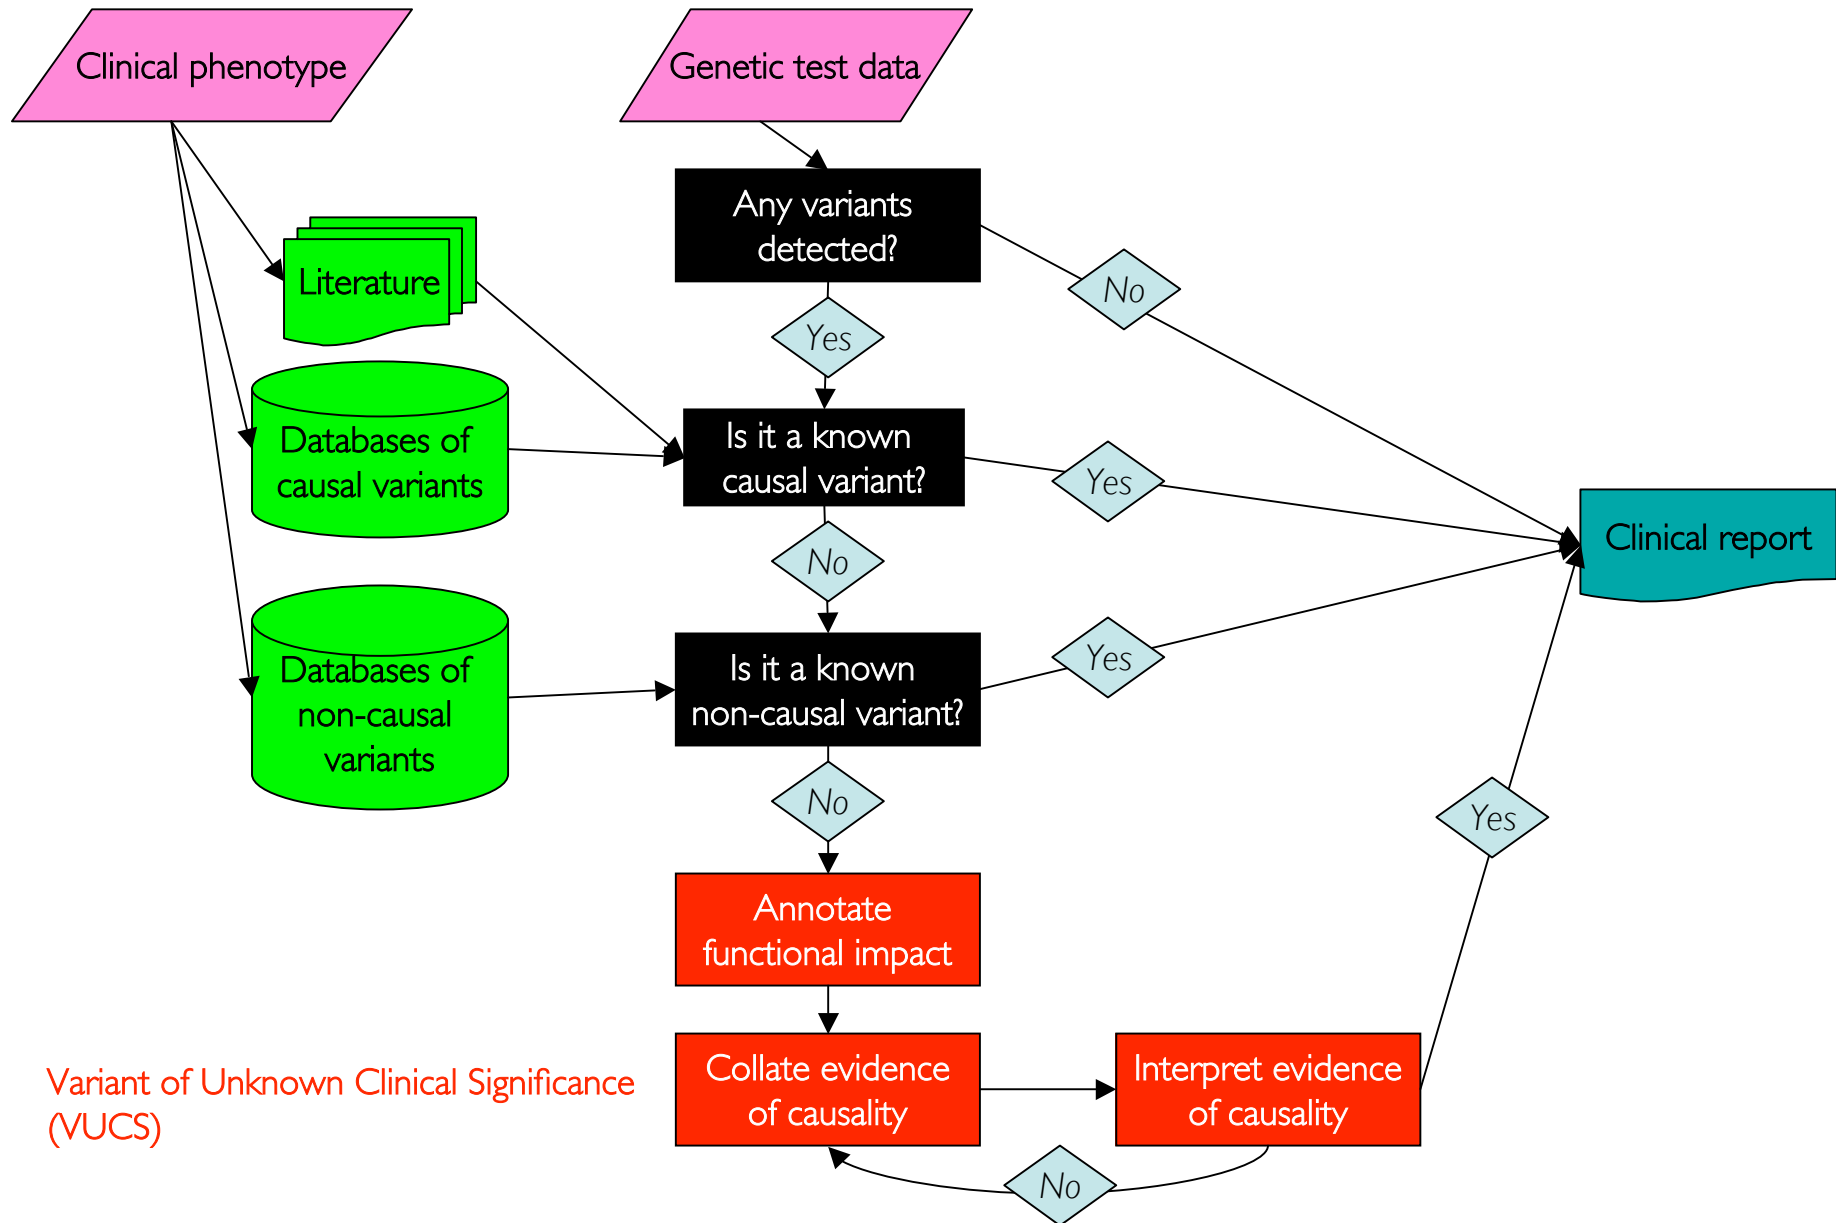 Clinical phenotype
Genetic test data
Any variants
detected?
Literature
No
Yes
Databases of
causal variants
Is it a known
causal variant?
Yes
Clinical report
No
Databases of
non-causal
variants
Is it a known
non-causal variant?
Yes
No
Yes
Annotate
functional impact
Variant of Unknown Clinical Significance
(VUCS)
Collate evidence
of causality
Interpret evidence
of causality
No